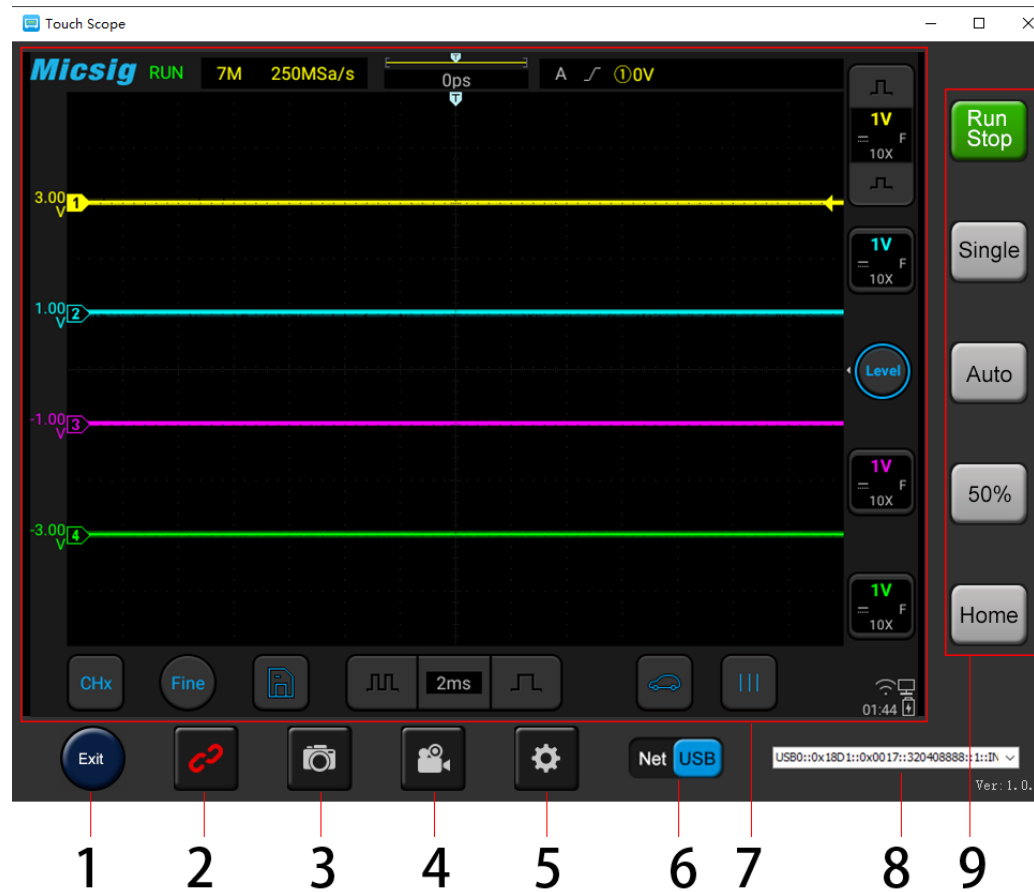 Touch Scope
Micsig RUN 7M 250MSa/s 0ps A ①0V
T
T
1V
F
10X
Run
Stop
3.00
V
1
1V
F
10X
Single
1.00
V
2
Level
Auto
-1.00
V
3
1V
F
10X
50%
-3.00
V
4
1V
F
10X
Home
CHx Fine 2ms
01:44
Exit Net USB USB0::0x18D1::0x0017::320408888::1::IN
Ver:1.0.
1 2 3 4 5 6 7 8 9